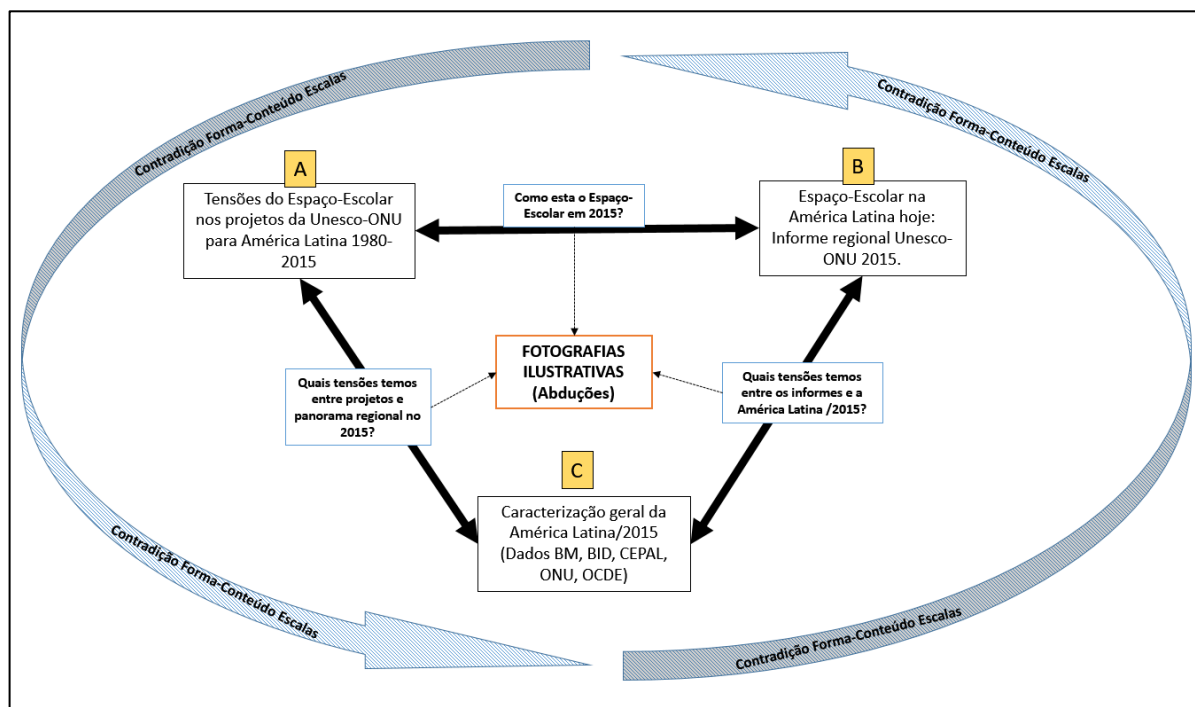 Contradição Forma-Conteúdo Escalas
Contradição Forma-Conteúdo Escalas
A
Tensões do Espaço-Escolar
nos projetos da Unesco-ONU
para América Latina 1980-
2015
Como esta o Espaço-
Escolar em 2015?
B
Espaço-Escolar na
América Latina hoje:
Informe regional Unesco-
ONU 2015.
Quais tensões temos
entre projetos e
panorama regional no
2015?
FOTOGRAFIAS
ILUSTRATIVAS
(Abduções)
Quais tensões temos
entre os informes e a
América Latina /2015?
C
Caracterização geral da
América Latina/2015
(Dados BM, BID, CEPAL,
ONU, OCDE)
Contradição Forma-Conteúdo Escalas
Contradição Forma-Conteúdo Escalas